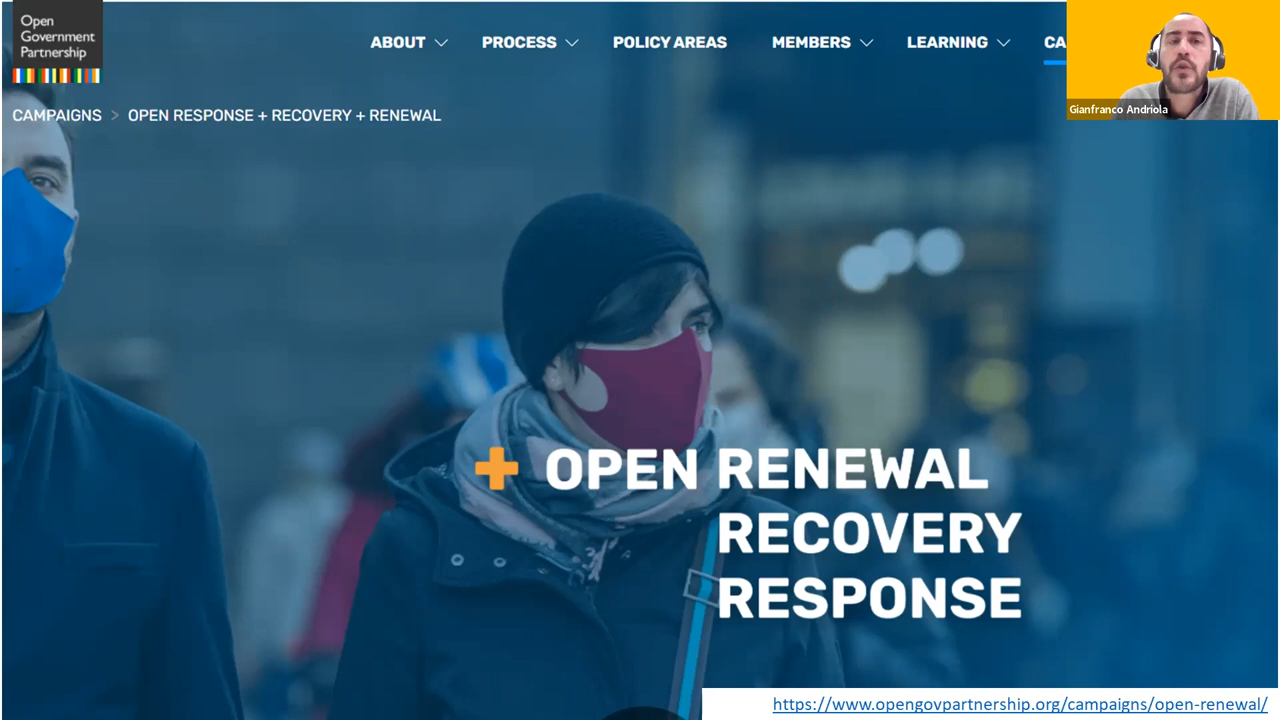 Open
Government
Partnership
ABOUT
PROCESS
POLICY AREAS
MEMBERS
LEARNING
CA
Gianfranco Andriola
CAMPAIGNS > OPEN RESPONSE + RECOVERY + RENEWAL
+ OPEN RENEWAL
RECOVERY
RESPONSE
https://www.opengovpartnership.org/campaigns/open-renewal/